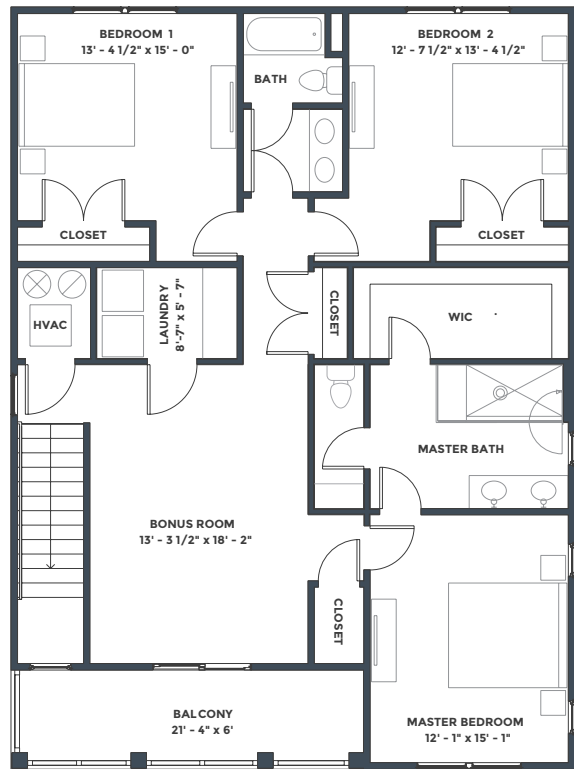 BEDROOM 1
13' - 4 1/2" x 15' - 0"
BEDROOM 2
12' - 7 1/2" x 13' - 4 1/2"
BATH
CLOSET
CLOSET
HVAC
LAUNDRY
8'-7" x 5' - 7"
CLOSET
WIC
MASTER BATH
BONUS ROOM
13' - 3 1/2" x 18' - 2"
CLOSET
BALCONY
21' - 4" x 6'
MASTER BEDROOM
12' - 1" x 15' - 1"